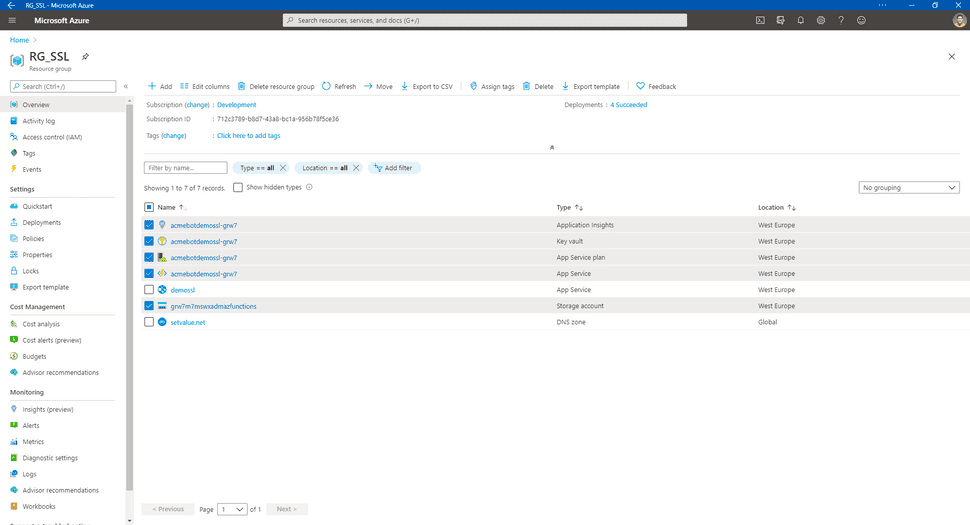 RG_SSL - Microsoft Azure
Microsoft Azure
Search resources, services, and docs (G+/)
Home >
RG_SSL
Resource group
Search (Ctrl+/)
«
Overview
Activity log
Access control (IAM)
Tags
Events
Settings
Quickstart
Deployments
Policies
Properties
Locks
Export template
Cost Management
Cost analysis
Cost alerts (preview)
Budgets
Advisor recommendations
Monitoring
Insights (preview)
Alerts
Metrics
Diagnostic settings
Logs
Advisor recommendations
Workbooks
Add Edit columns Delete resource group Refresh Move Export to CSV Assign tags Delete Export template Feedback
Subscription (change) : Development Deployments : 4 Succeeded
Subscription ID : 712c3789-b8d7-43a8-bc1a-956b78f5ce36
Tags (change) : Click here to add tags
Filter by name... Type == all Location == all Add filter
Showing 1 to 7 of 7 records. Show hidden types No grouping
Name Type Location
acmebotdemossl-grw7 Application Insights West Europe
acmebotdemossl-grw7 Key vault West Europe
acmebotdemossl-grw7 App Service plan West Europe
acmebotdemossl-grw7 App Service West Europe
demossl App Service West Europe
grw7m7mswxadmazfunctions Storage account West Europe
setvalue.net DNS zone Global
< Previous Page 1 of 1 Next >